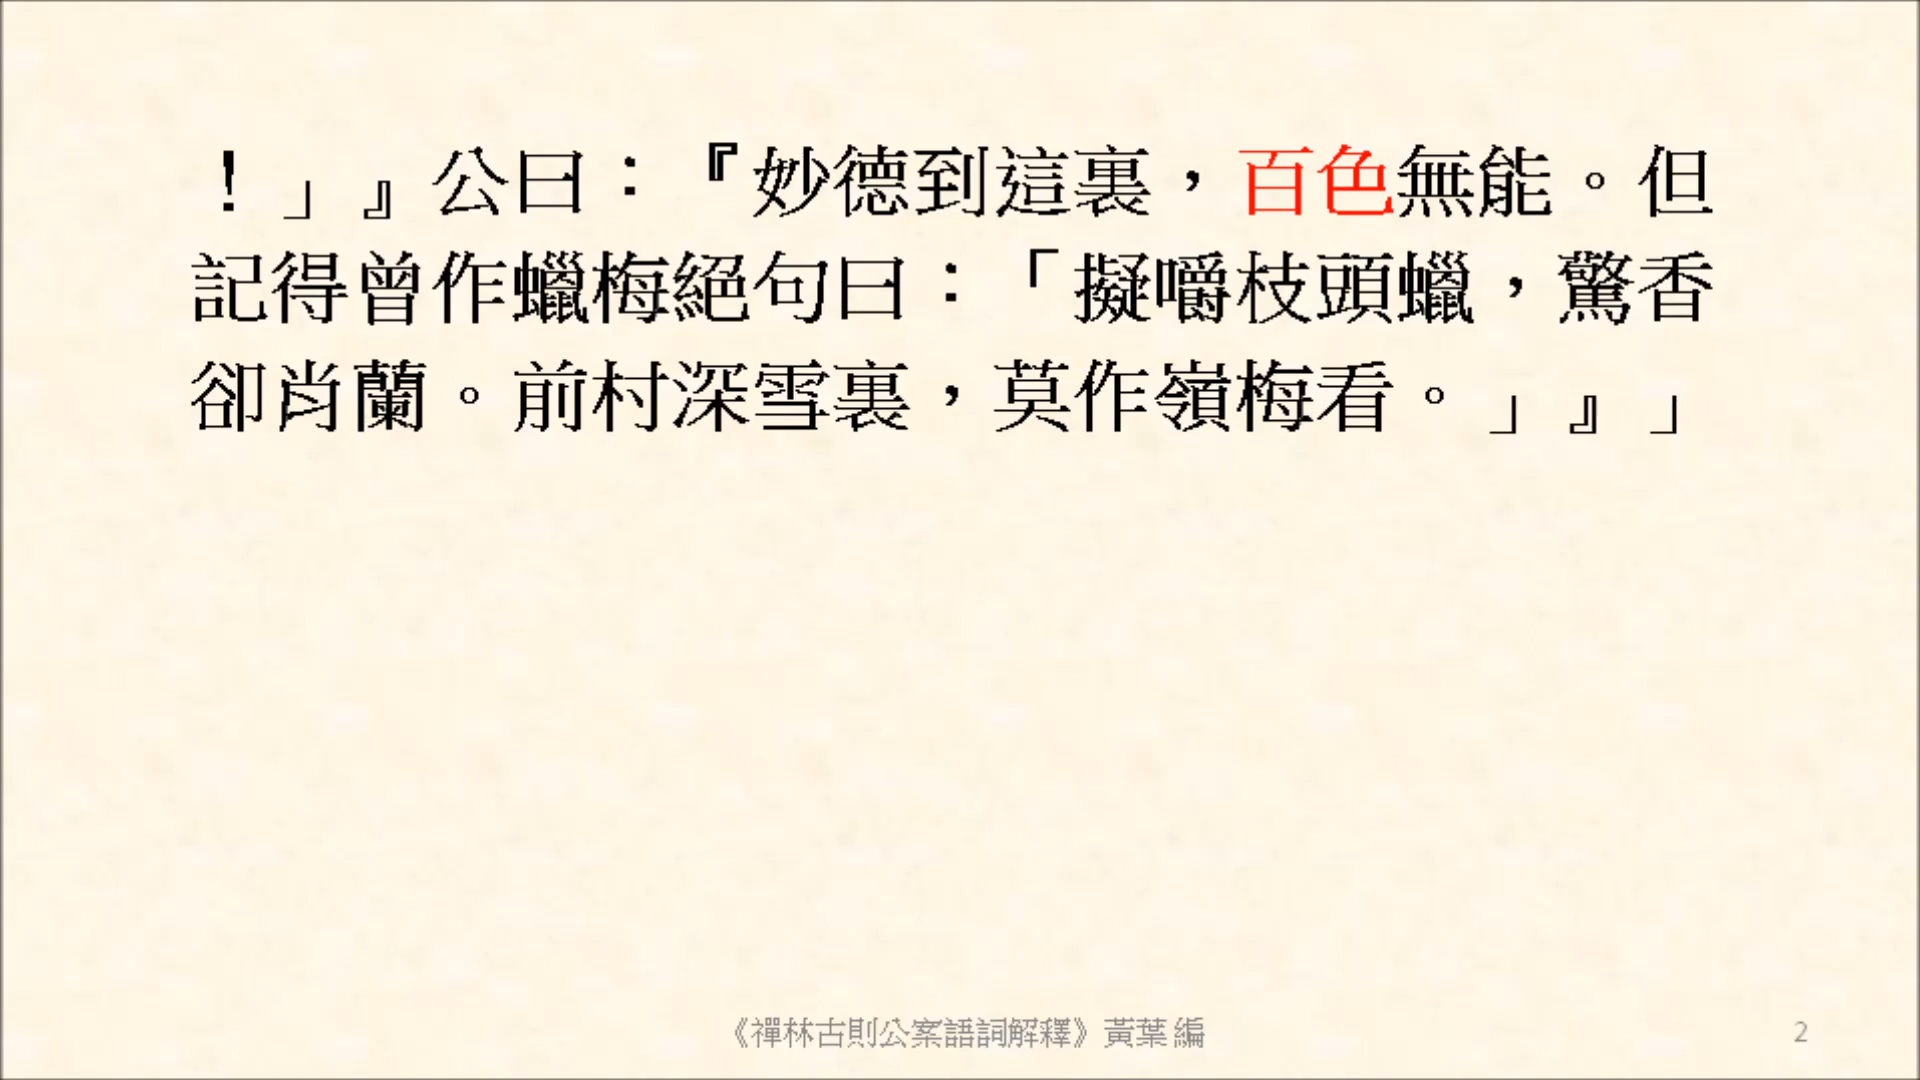 ！」』公曰：『妙德到這裏，百色無能。但
記得曾作蠟梅絕句曰：「擬嚼枝頭蠟，驚香
卻肖蘭。前村深雪裏，莫作嶺梅看。」』」
《禪林古則公案語詞解釋》黃葉編
2